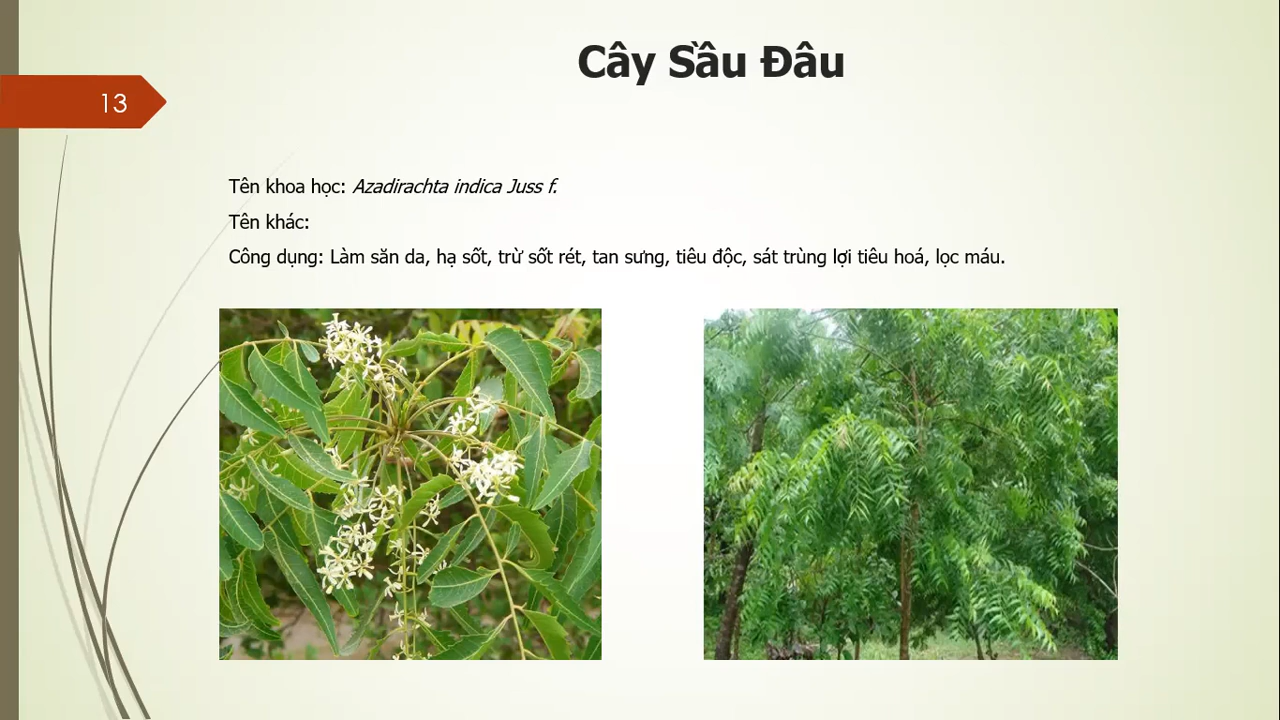 Cây Sầu Đâu
13
Tên khoa học: Azadirachta indica Juss f.
Tên khác:
Công dụng: Làm săn da, hạ sốt, trừ sốt rét, tan sưng, tiêu độc, sát trùng lợi tiêu hoá, lọc máu.